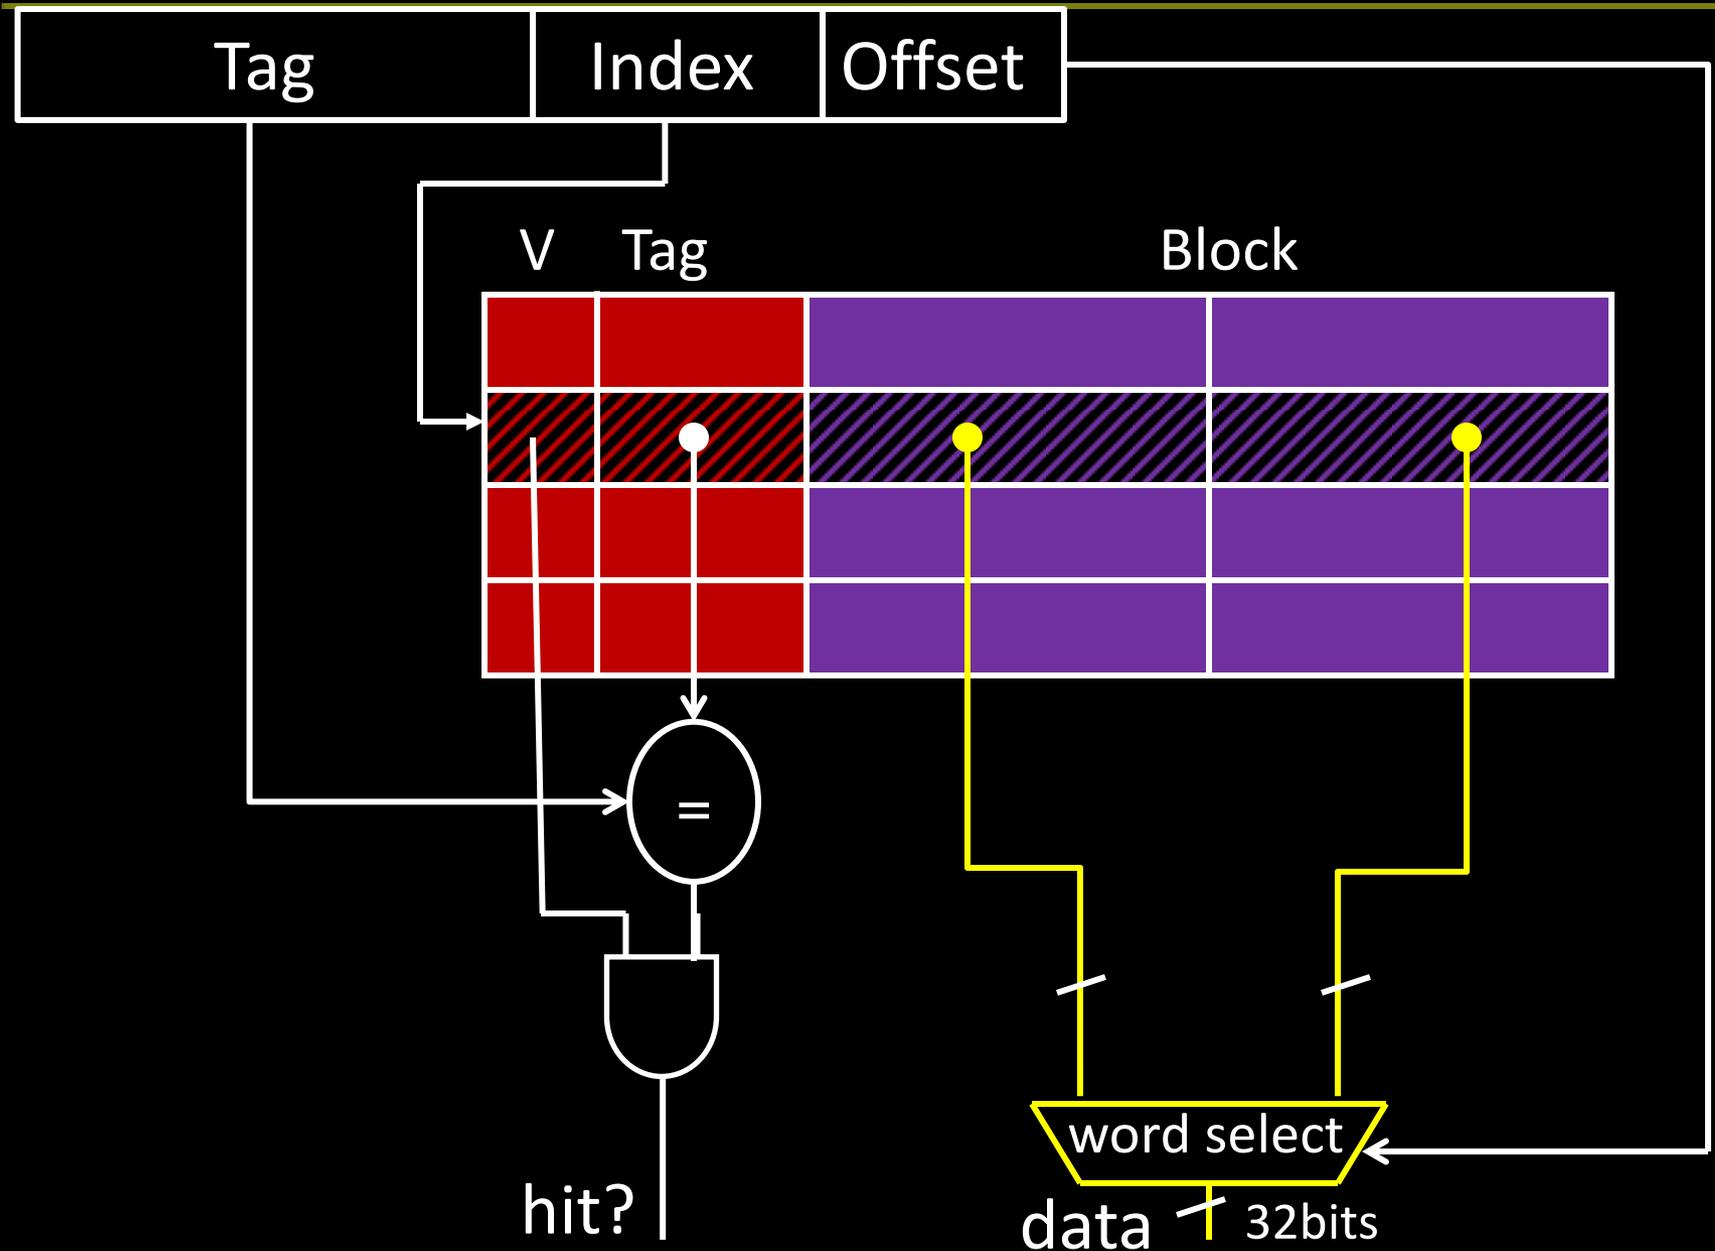 Tag Index Offset
V Tag Block
=
word select
hit?
data 32bits